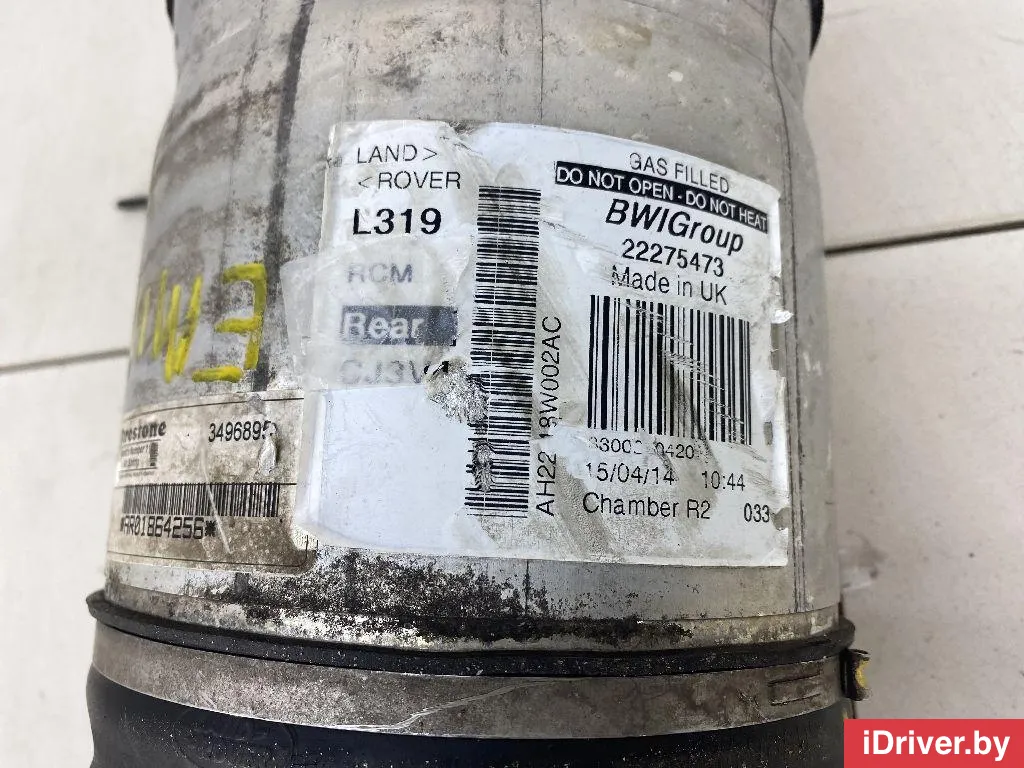 LAND>
<ROVER
L319
RCM
Rear
GAS FILLED
DO NOT OPEN - DO NOT HEAT
BWIGroup
22275473
Made in UK
15/04/14 10:44
Chamber R2 033
*AR01864256*
iDriver.by